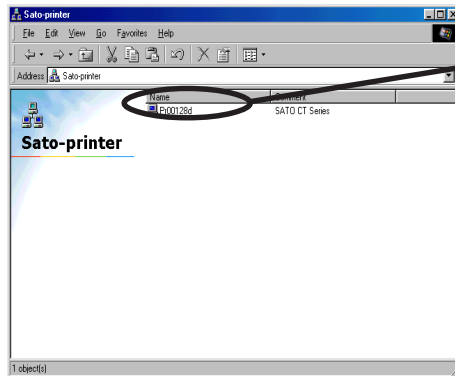 Sato-printer
File Edit View Go Favorites Help
Address Sato-printer
Name Comment
Pr00128d SATO CT Series
Sato-printer
1 object(s)